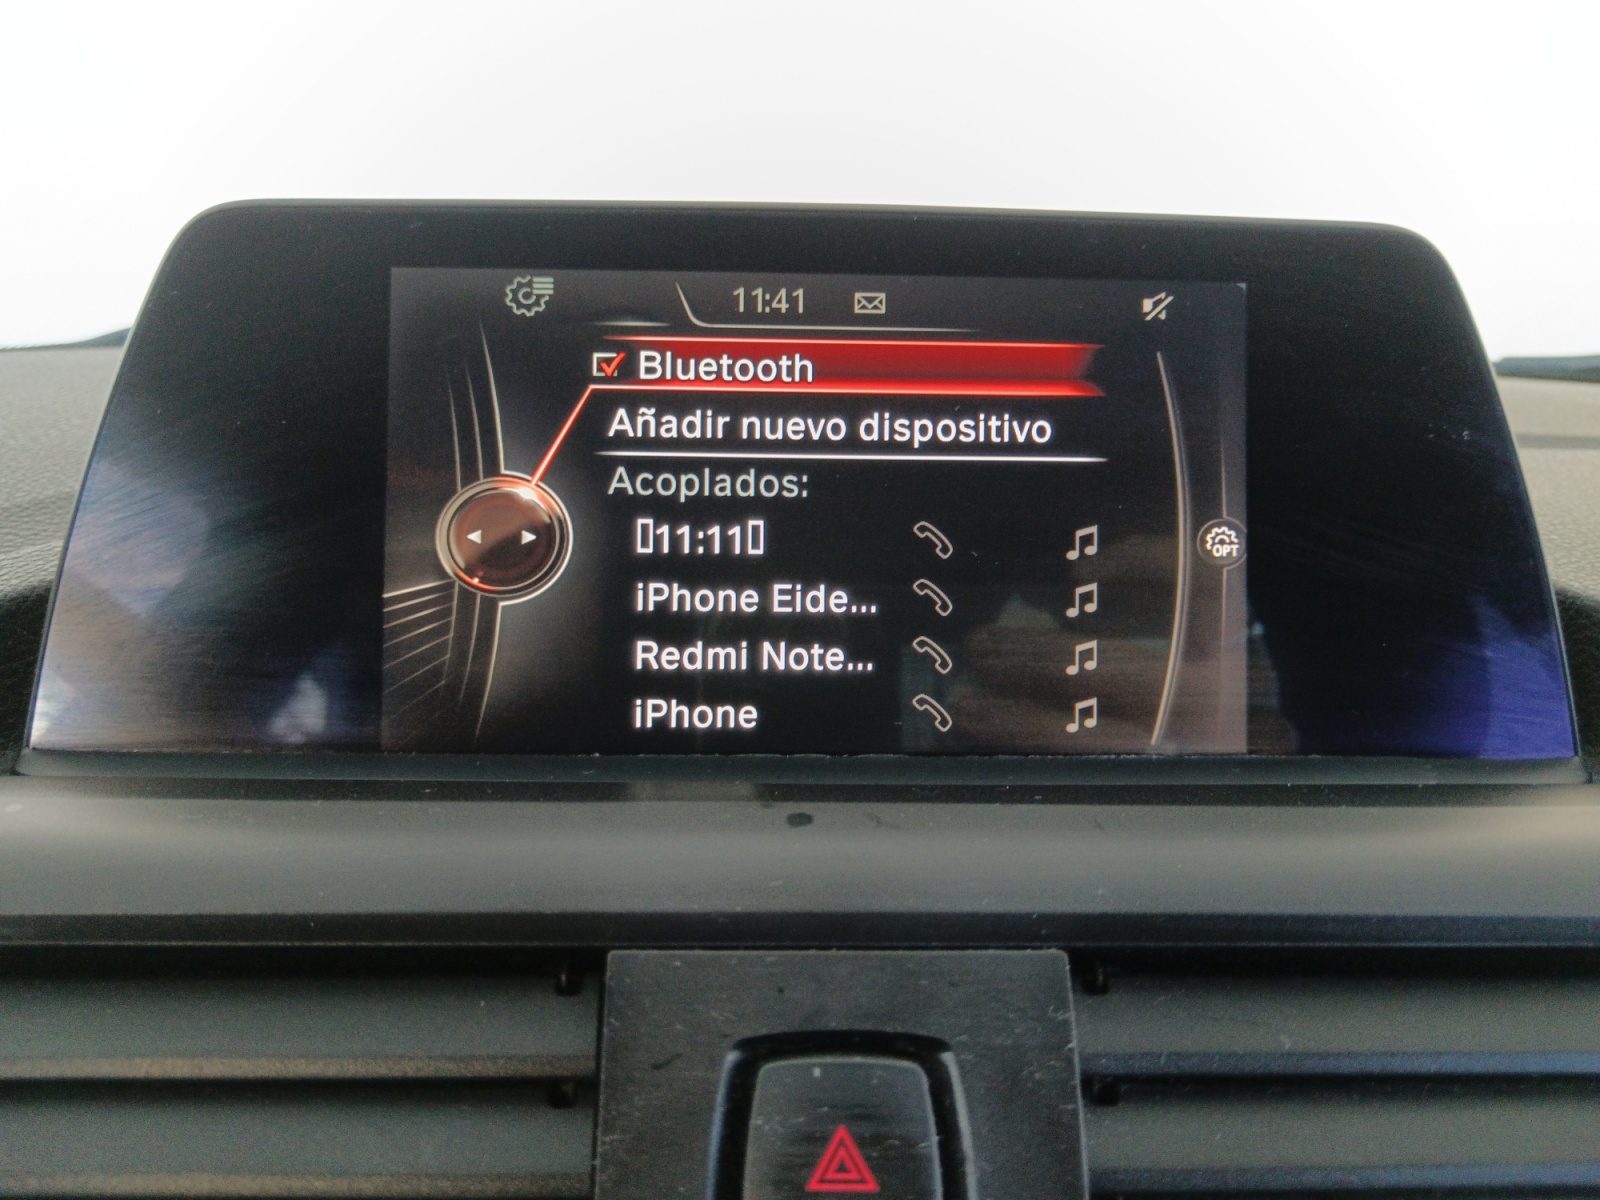 11:41
Bluetooth
Añadir nuevo dispositivo
Acoplados:
▯11:11▯
iPhone Eide...
Redmi Note...
iPhone
OPT